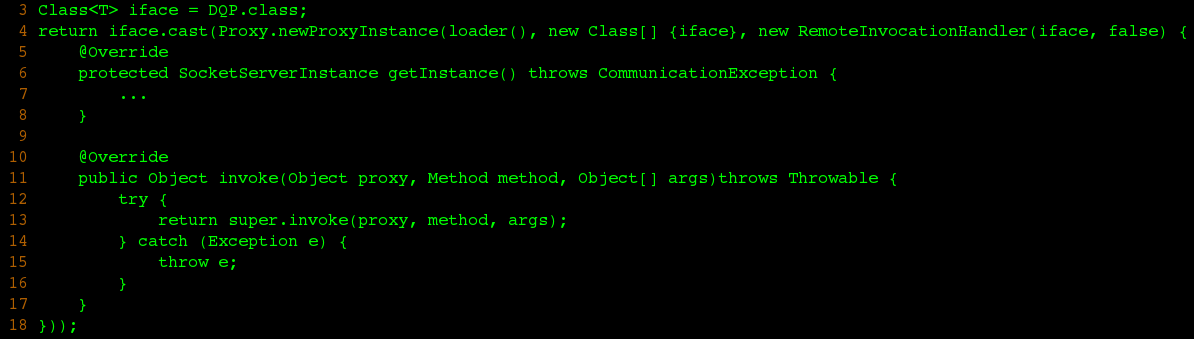 3 Class<T> iface = DQP.class;
4 return iface.cast(Proxy.newProxyInstance(loader(), new Class[] {iface}, new RemoteInvocationHandler(iface, false) {
5     @Override
6     protected SocketServerInstance getInstance() throws CommunicationException {
7         ...
8     }
9
10     @Override
11     public Object invoke(Object proxy, Method method, Object[] args)throws Throwable {
12         try {
13             return super.invoke(proxy, method, args);
14         } catch (Exception e) {
15             throw e;
16         }
17     }
18 }));